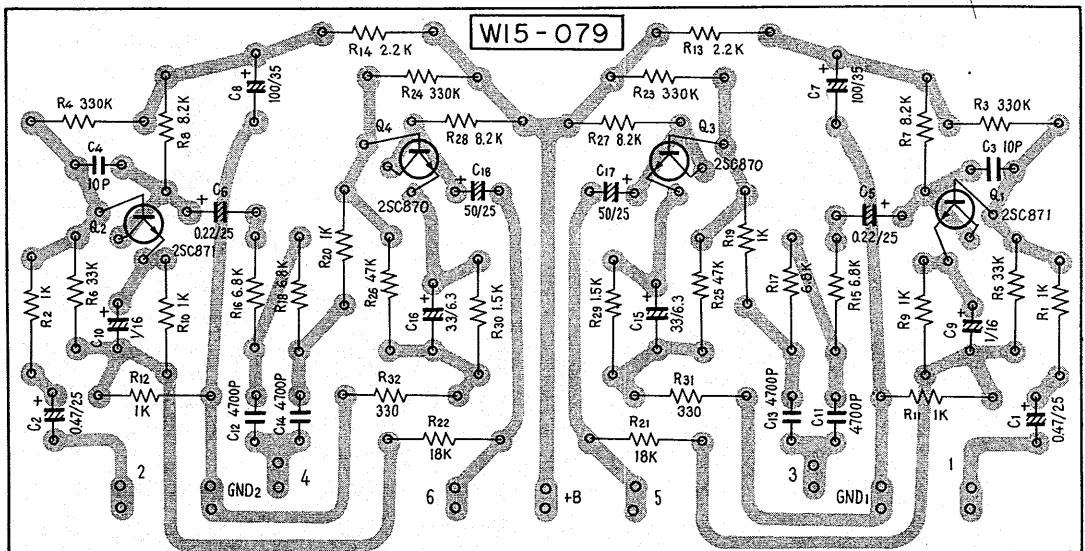 W15-079
R14 2.2K
R13 2.2K
C8 100/35
R24 330K
R23 330K
C7 100/35
R4 330K
R8 8.2K
Q4
R28 8.2K
R27 8.2K
Q3
R7 8.2K
R3 330K
C4
10P
C3 10P
2SC870
2SC870
C18
50/25
C17
50/25
C6
0.22/25
C5
0.22/25
Q2
2SC871
Q1
2SC871
R2 1K
R6 33K
C10 1/16
R10 1K
R16 6.8K
R18 6.8K
R20 1K
R26 47K
C16 33/6.3
R30 1.5K
R29 1.5K
C15 33/6.3
R25 47K
R19 1K
R17 6.8K
R15 6.8K
R9 1K
C9 1/16
R5 33K
R1 1K
R12
1K
R32
330
R31
330
R11 1K
C2 0.47/25
C12 4700P
C14 4700P
R22
18K
R21
18K
C13 4700P
C11 4700P
C1 0.47/25
2
GND2
4
6
+B
5
3
GND1
1